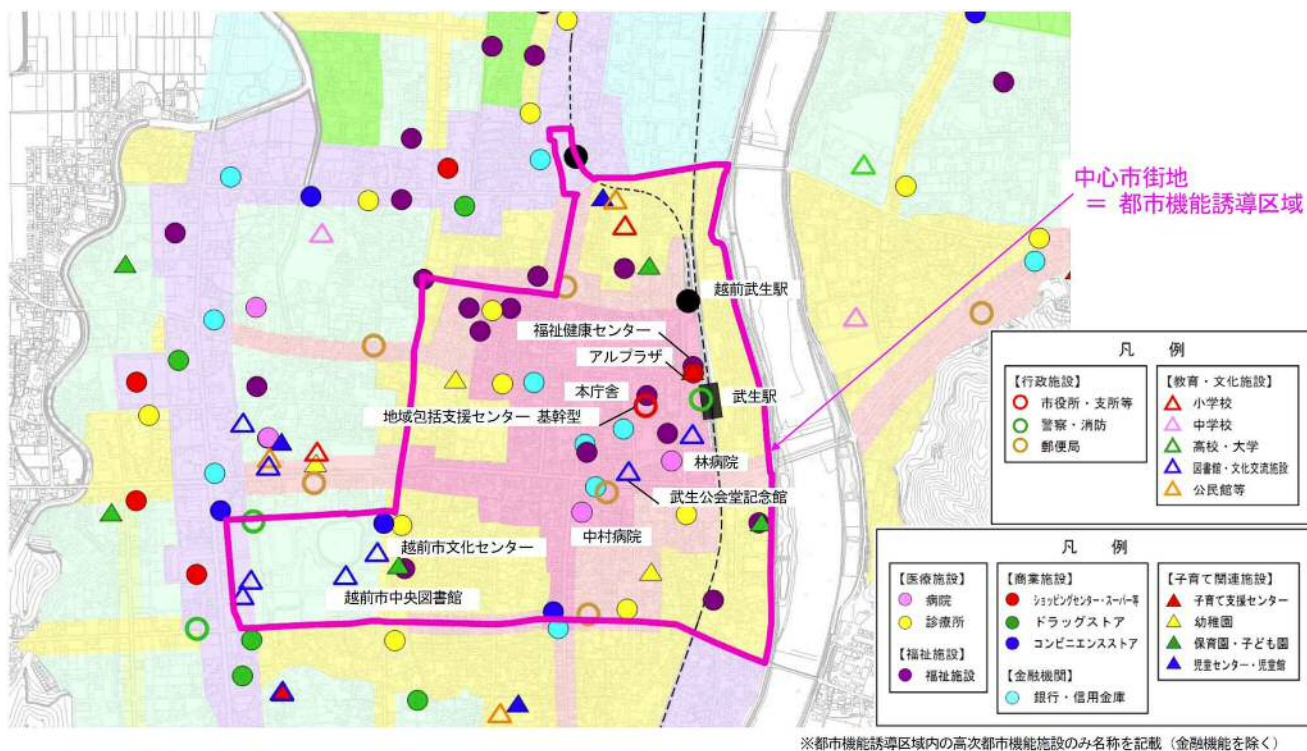 中心市街地
＝ 都市機能誘導区域
越前武生駅
福祉健康センター
アルプラザ
本庁舎
武生駅
地域包括支援センター 基幹型
林病院
武生公会堂記念館
中村病院
越前市文化センター
越前市中央図書館
凡 例
【行政施設】
市役所・支所等
警察・消防
郵便局
【教育・文化施設】
小学校
中学校
高校・大学
図書館・文化交流施設
公民館等
凡 例
【医療施設】
病院
診療所
【福祉施設】
福祉施設
【商業施設】
ショッピングセンター・スーパー等
ドラッグストア
コンビニエンスストア
【金融機関】
銀行・信用金庫
【子育て関連施設】
子育て支援センター
幼稚園
保育園・子ども園
児童センター・児童館
※都市機能誘導区域内の高次都市機能施設のみ名称を記載（金融機能を除く）